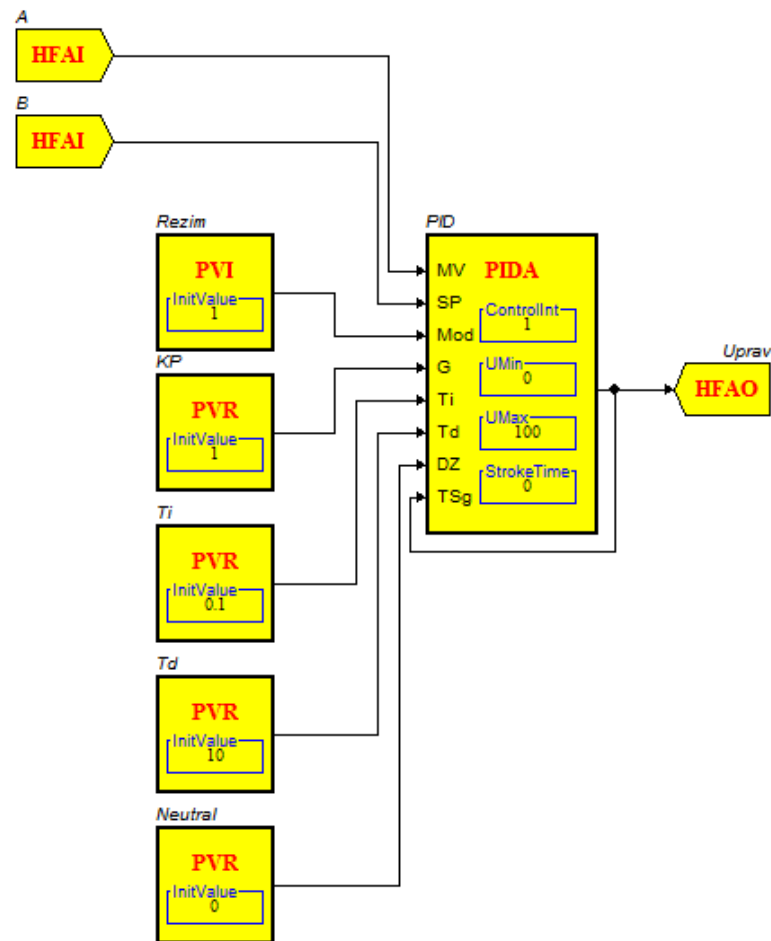 A
HFAI
B
HFAI
Rezim
PVI
InitValue
1
KP
PVR
InitValue
1
Ti
PVR
InitValue
0.1
Td
PVR
InitValue
10
Neutral
PVR
InitValue
0
PID
PIDA
MV
SP
Mod
G
Ti
Td
DZ
TSg
ControlInt
1
UMin
0
UMax
100
StrokeTime
0
Uprav
HFAO